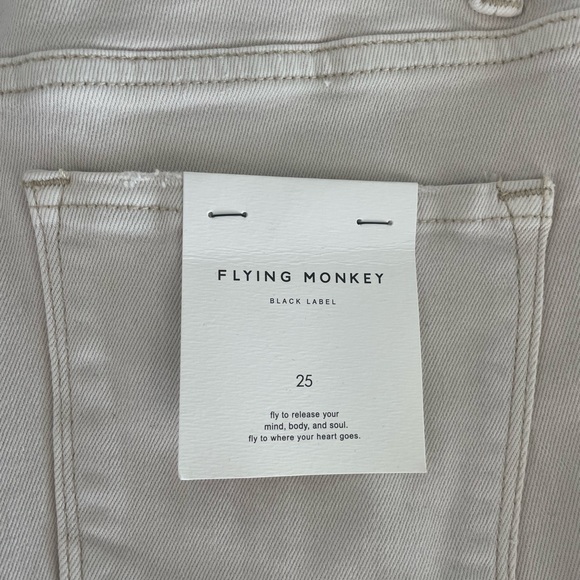 FLYING MONKEY
BLACK LABEL
25
fly to release your
mind, body, and soul.
fly to where your heart goes.